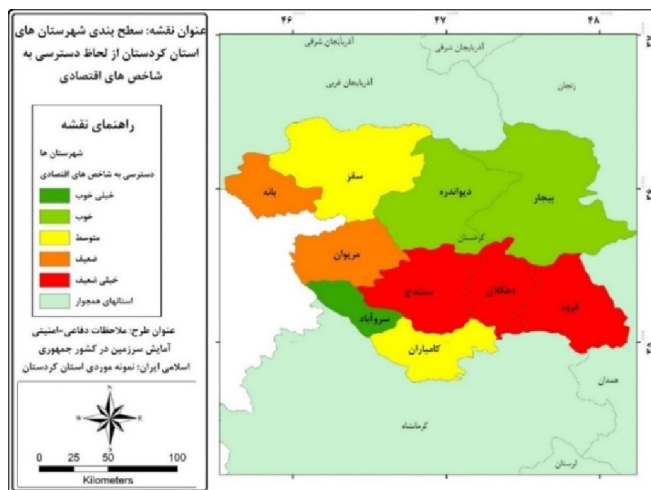 عنوان نقشه: سطح بندی شهرستان های
استان کردستان از لحاظ دسترسی به
شاخص های اقتصادی
راهنمای نقشه
شهرستان ها
دسترسی به شاخص های اقتصادی
خیلی خوب
خوب
متوسط
ضعیف
خیلی ضعیف
استانهای همجوار
عنوان طرح: ملاحظات دفاعی-امنیتی
آمایش سرزمین در کشور جمهوری
اسلامی ایران: نمونه موردی استان کردستان
N
W E
S
0 25 50 100
Kilometers
46 47 48
آذربایجان شرقی آذربایجان شرقی
آذربایجان غربی زنجان
سقز
بانه دیواندره بیجار
کردستان
مریوان
سنندج دهگلان قروه
سروآباد
کامیاران
همدان
کرمانشاه
لرستان